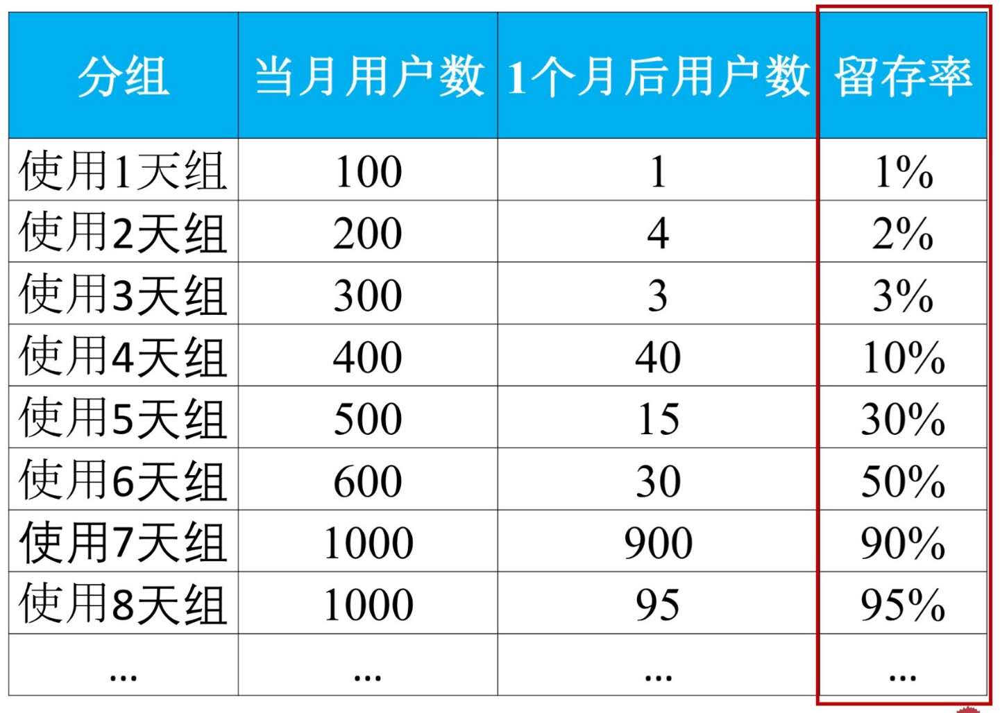 分组 当月用户数 1个月后用户数 留存率
使用1天组 100 1 1%
使用2天组 200 4 2%
使用3天组 300 3 3%
使用4天组 400 40 10%
使用5天组 500 15 30%
使用6天组 600 30 50%
使用7天组 1000 900 90%
使用8天组 1000 95 95%
... ... ... ...